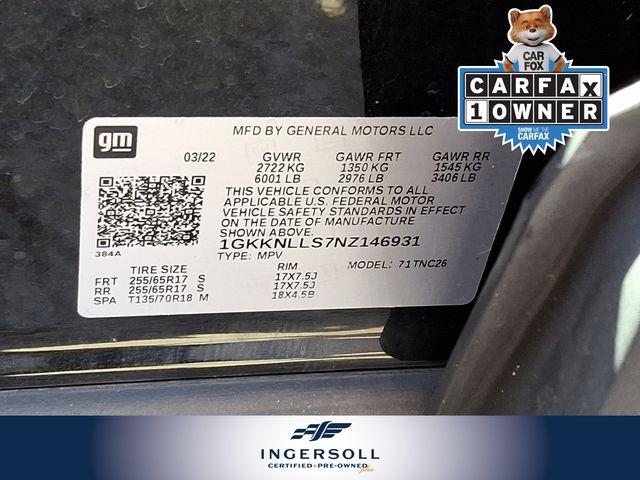 CAR
FOX
CARFAX
1 OWNER
SHOW ME THE
CARFAX
gm
MFD BY GENERAL MOTORS LLC
03/22 GVWR GAWR FRT GAWR RR
2722 KG 1350 KG 1545 KG
6001 LB 2976 LB 3406 LB
THIS VEHICLE CONFORMS TO ALL
APPLICABLE U.S. FEDERAL MOTOR
VEHICLE SAFETY STANDARDS IN EFFECT
ON THE DATE OF MANUFACTURE
SHOWN ABOVE.
384A
1GKKNLLS7NZ146931
TYPE: MPV MODEL: 71TNC26
TIRE SIZE RIM
FRT 255/65R17 S 17X7.5J
RR 255/65R17 S 17X7.5J
SPA T135/70R18 M 18X4.5B
INGERSOLL
CERTIFIED • PRE-OWNED plus